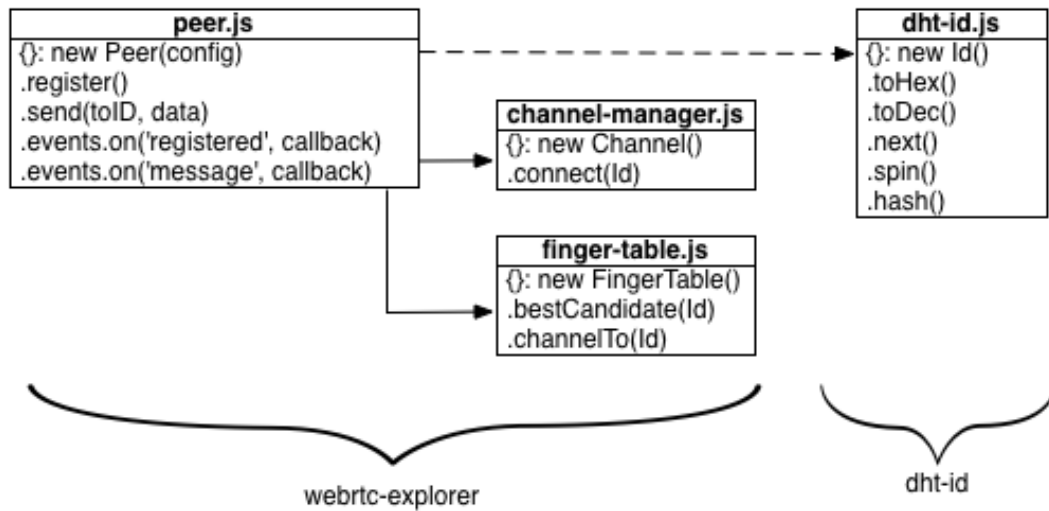 peer.js
{}: new Peer(config)
.register()
.send(toID, data)
.events.on('registered', callback)
.events.on('message', callback)
channel-manager.js
{}: new Channel()
.connect(Id)
finger-table.js
{}: new FingerTable()
.bestCandidate(Id)
.channelTo(Id)
dht-id.js
{}: new Id()
.toHex()
.toDec()
.next()
.spin()
.hash()
webrtc-explorer
dht-id